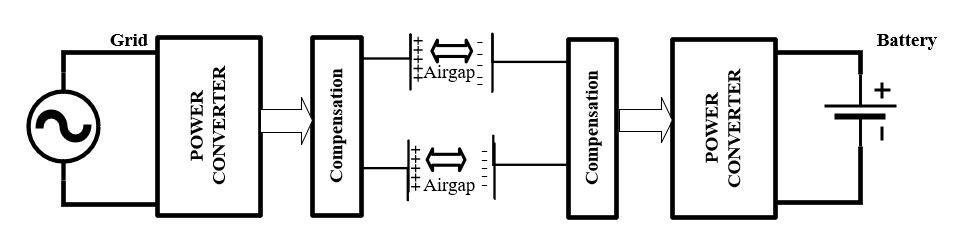 Grid
POWER
CONVERTER
Compensation
Airgap
Airgap
Compensation
POWER
CONVERTER
Battery